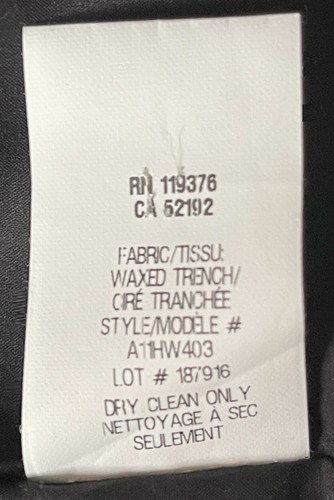 RN 119376
CA 52192
FABRIC/TISSU:
WAXED TRENCH/
CIRÉ TRANCHÉE
STYLE/MODÈLE #
A11HW403
LOT # 187916
DRY CLEAN ONLY
NETTOYAGE À SEC
SEULEMENT